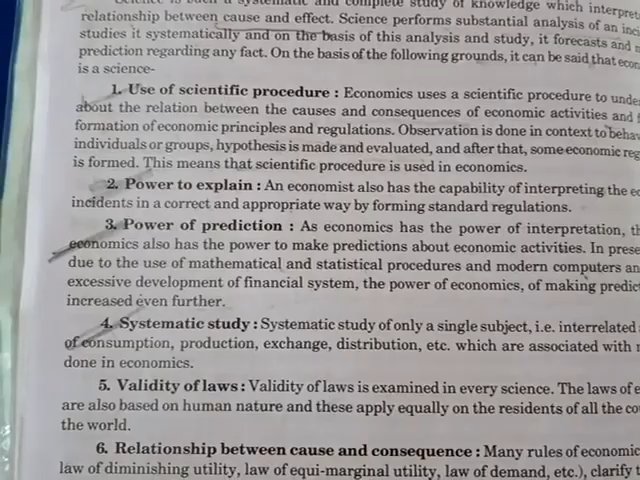 Science is such a systematic and complete study of knowledge which
relationship between cause and effect. Science performs substantial analysis of an
studies it systematically and on the basis of this analysis and study, it forecasts and
prediction regarding any fact. On the basis of the following grounds, it can be said that
is a science-
1. Use of scientific procedure : Economics uses a scientific procedure to
about the relation between the causes and consequences of economic activities and
formation of economic principles and regulations. Observation is done in context to
individuals or groups, hypothesis is made and evaluated, and after that, some economic
is formed. This means that scientific procedure is used in economics.
2. Power to explain : An economist also has the capability of interpreting the
incidents in a correct and appropriate way by forming standard regulations.
3. Power of prediction : As economics has the power of interpretation,
economics also has the power to make predictions about economic activities. In
due to the use of mathematical and statistical procedures and modern computers
excessive development of financial system, the power of economics, of making
increased even further.
4. Systematic study : Systematic study of only a single subject, i.e. interrelated
of consumption, production, exchange, distribution, etc. which are associated with
done in economics.
5. Validity of laws : Validity of laws is examined in every science. The laws of
are also based on human nature and these apply equally on the residents of all the
the world.
6. Relationship between cause and consequence : Many rules of
law of diminishing utility, law of equi-marginal utility, law of demand, etc.), clarify